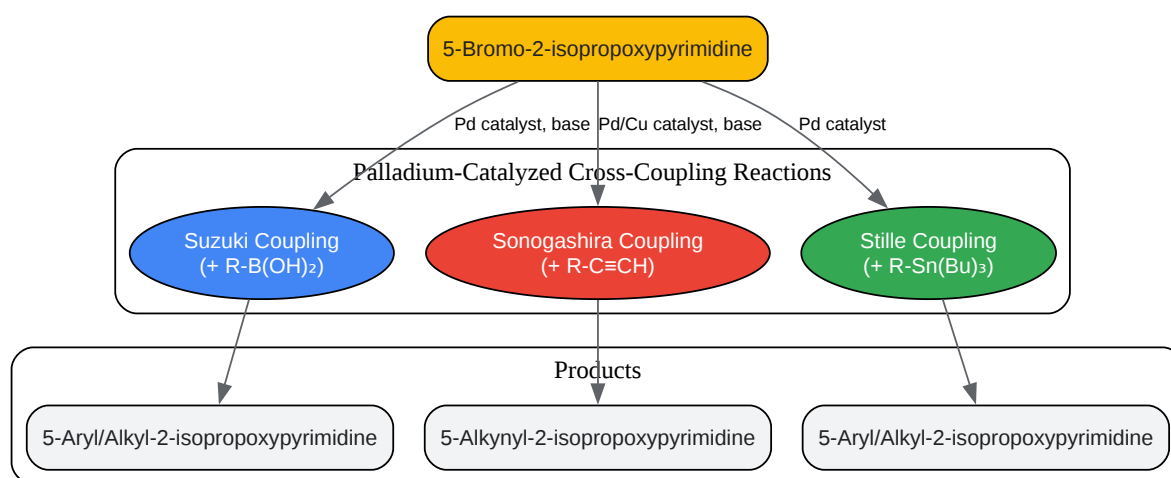 5-Bromo-2-isopropoxypyrimidine
Pd catalyst, base
Pd/Cu catalyst, base
Pd catalyst
Palladium-Catalyzed Cross-Coupling Reactions
Suzuki Coupling
(+ R-B(OH)₂)
Sonogashira Coupling
(+ R-C≡CH)
Stille Coupling
(+ R-Sn(Bu)₃)
Products
5-Aryl/Alkyl-2-isopropoxypyrimidine
5-Alkynyl-2-isopropoxypyrimidine
5-Aryl/Alkyl-2-isopropoxypyrimidine